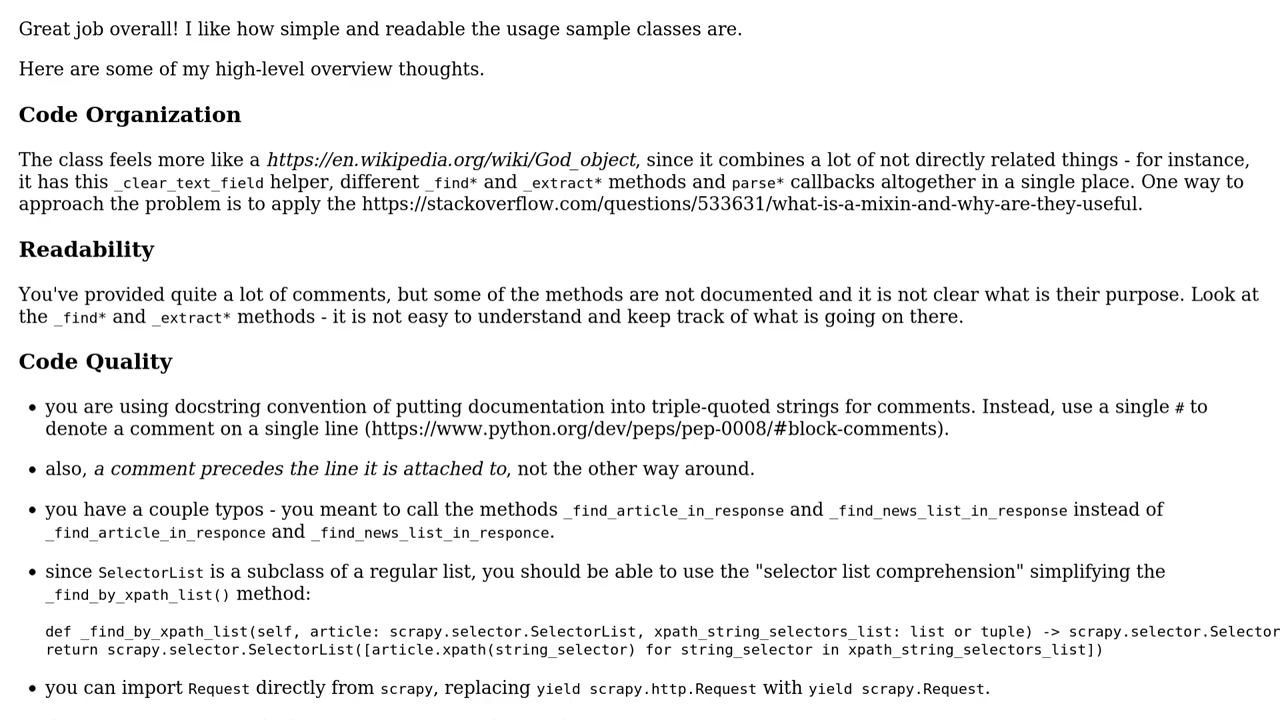 Great job overall! I like how simple and readable the usage sample classes are.
Here are some of my high-level overview thoughts.
Code Organization
The class feels more like a https://en.wikipedia.org/wiki/God_object, since it combines a lot of not directly related things - for instance,
it has this _clear_text_field helper, different _find* and _extract* methods and parse* callbacks altogether in a single place. One way to
approach the problem is to apply the https://stackoverflow.com/questions/533631/what-is-a-mixin-and-why-are-they-useful.
Readability
You've provided quite a lot of comments, but some of the methods are not documented and it is not clear what is their purpose. Look at
the _find* and _extract* methods - it is not easy to understand and keep track of what is going on there.
Code Quality
• you are using docstring convention of putting documentation into triple-quoted strings for comments. Instead, use a single # to
denote a comment on a single line (https://www.python.org/dev/peps/pep-0008/#block-comments).
• also, a comment precedes the line it is attached to, not the other way around.
• you have a couple typos - you meant to call the methods _find_article_in_response and _find_news_list_in_response instead of
_find_article_in_responce and _find_news_list_in_responce.
• since SelectorList is a subclass of a regular list, you should be able to use the "selector list comprehension" simplifying the
_find_by_xpath_list() method:
def _find_by_xpath_list(self, article: scrapy.selector.SelectorList, xpath_string_selectors_list: list or tuple) -> scrapy.selector.Selector
return scrapy.selector.SelectorList([article.xpath(string_selector) for string_selector in xpath_string_selectors_list])
• you can import Request directly from scrapy, replacing yield scrapy.http.Request with yield scrapy.Request.